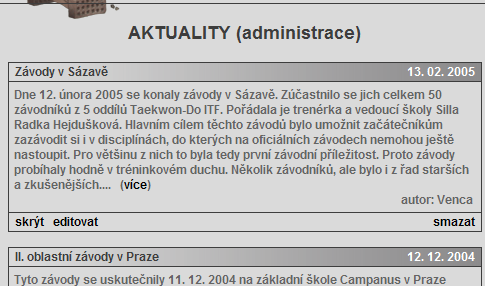 AKTUALITY (administrace)
Závody v Sázavě 13. 02. 2005
Dne 12. února 2005 se konaly závody v Sázavě. Zúčastnilo se jich celkem 50
závodníků z 5 oddílů Taekwon-Do ITF. Pořádala je trenérka a vedoucí školy Silla
Radka Hejdušková. Hlavním cílem těchto závodů bylo umožnit začátečníkům
zazávodit si i v disciplínách, do kterých na oficiálních závodech nemohou ještě
nastoupit. Pro většinu z nich to byla tedy první závodní příležitost. Proto závody
probíhaly hodně v tréninkovém duchu. Několik závodníků, ale bylo i z řad starších
a zkušenějších.... (více)
autor: Venca
skrýt editovat smazat
II. oblastní závody v Praze 12. 12. 2004
Tyto závody se uskutečnily 11. 12. 2004 na základní škole Campanus v Praze